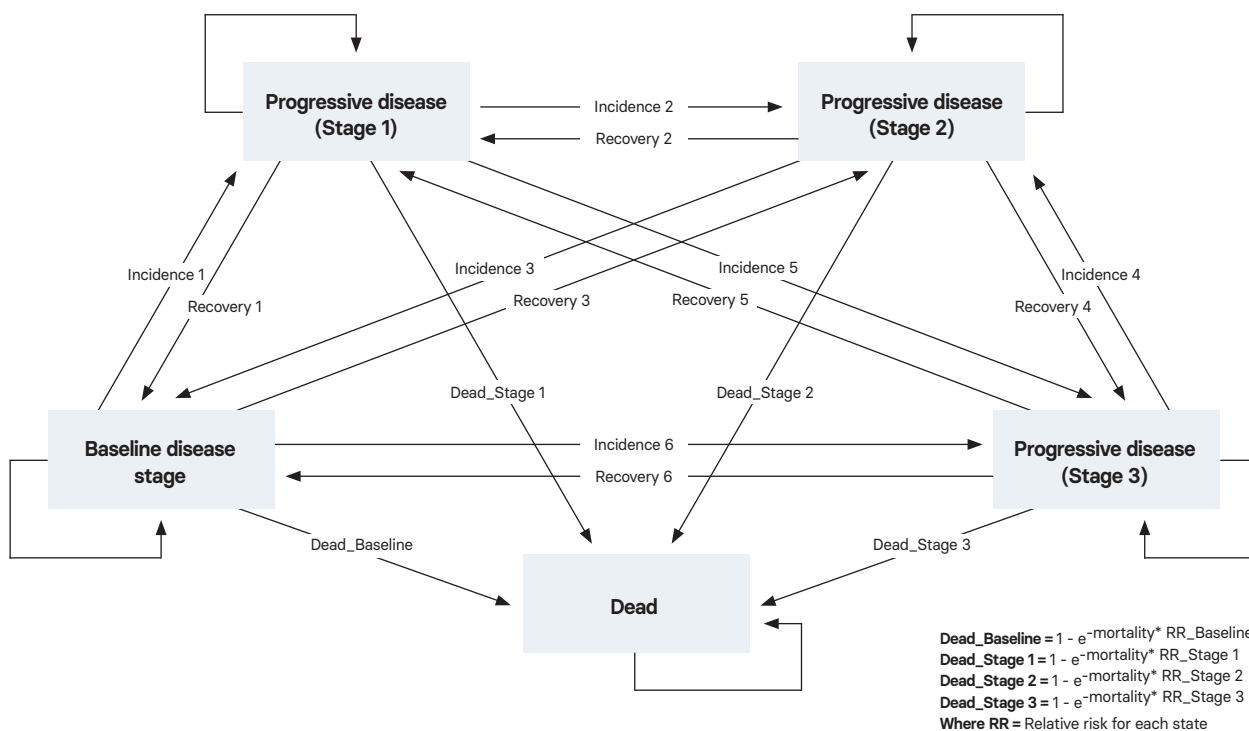 Progressive disease
(Stage 1)
Progressive disease
(Stage 2)
Incidence 2
Recovery 2
Incidence 1
Recovery 1
Incidence 3
Recovery 3
Incidence 5
Recovery 5
Incidence 4
Recovery 4
Dead_Stage 1
Dead_Stage 2
Baseline disease
stage
Incidence 6
Recovery 6
Progressive disease
(Stage 3)
Dead_Baseline
Dead_Stage 3
Dead
Dead_Baseline = 1 - e-mortality* RR_Baseline
Dead_Stage 1 = 1 - e-mortality* RR_Stage 1
Dead_Stage 2 = 1 - e-mortality* RR_Stage 2
Dead_Stage 3 = 1 - e-mortality* RR_Stage 3
Where RR = Relative risk for each state